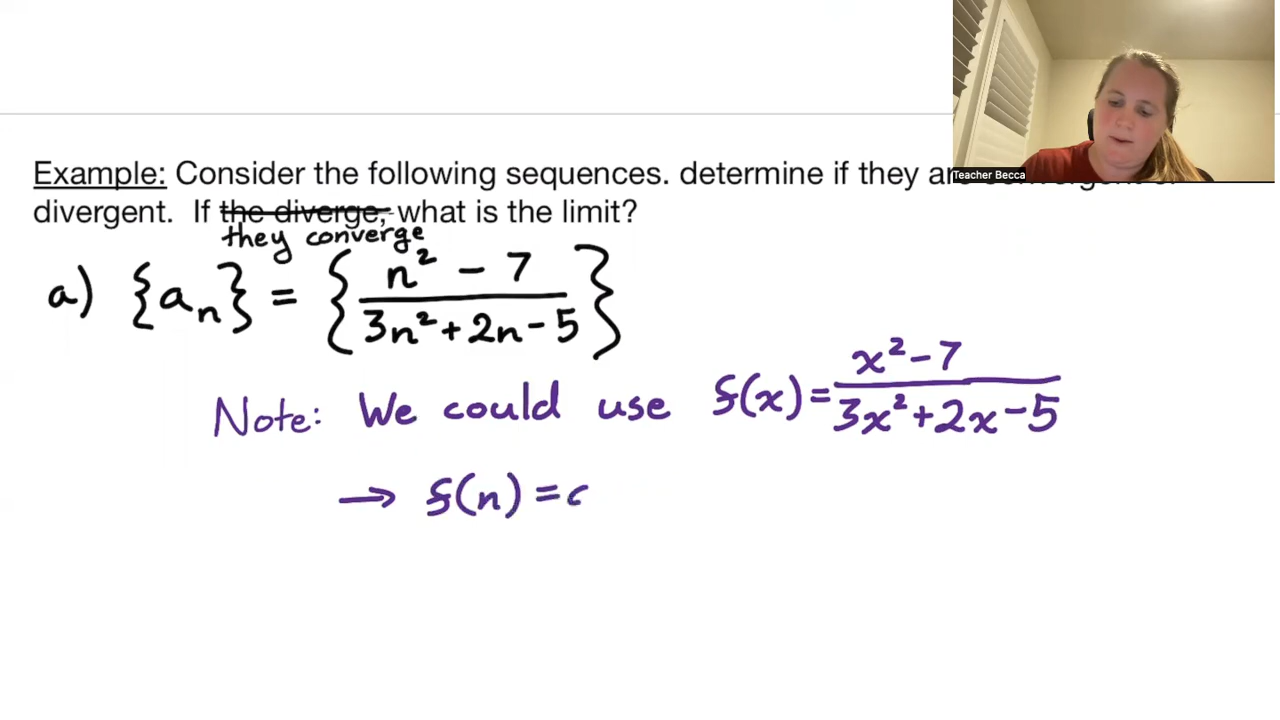 Teacher Becca
Example: Consider the following sequences. determine if they are
divergent. If the diverge, what is the limit?
they converge
a) {aₙ} = { (n² - 7) / (3n² + 2n - 5) }
Note: We could use f(x) = (x² - 7) / (3x² + 2x - 5)
→ f(n) = c